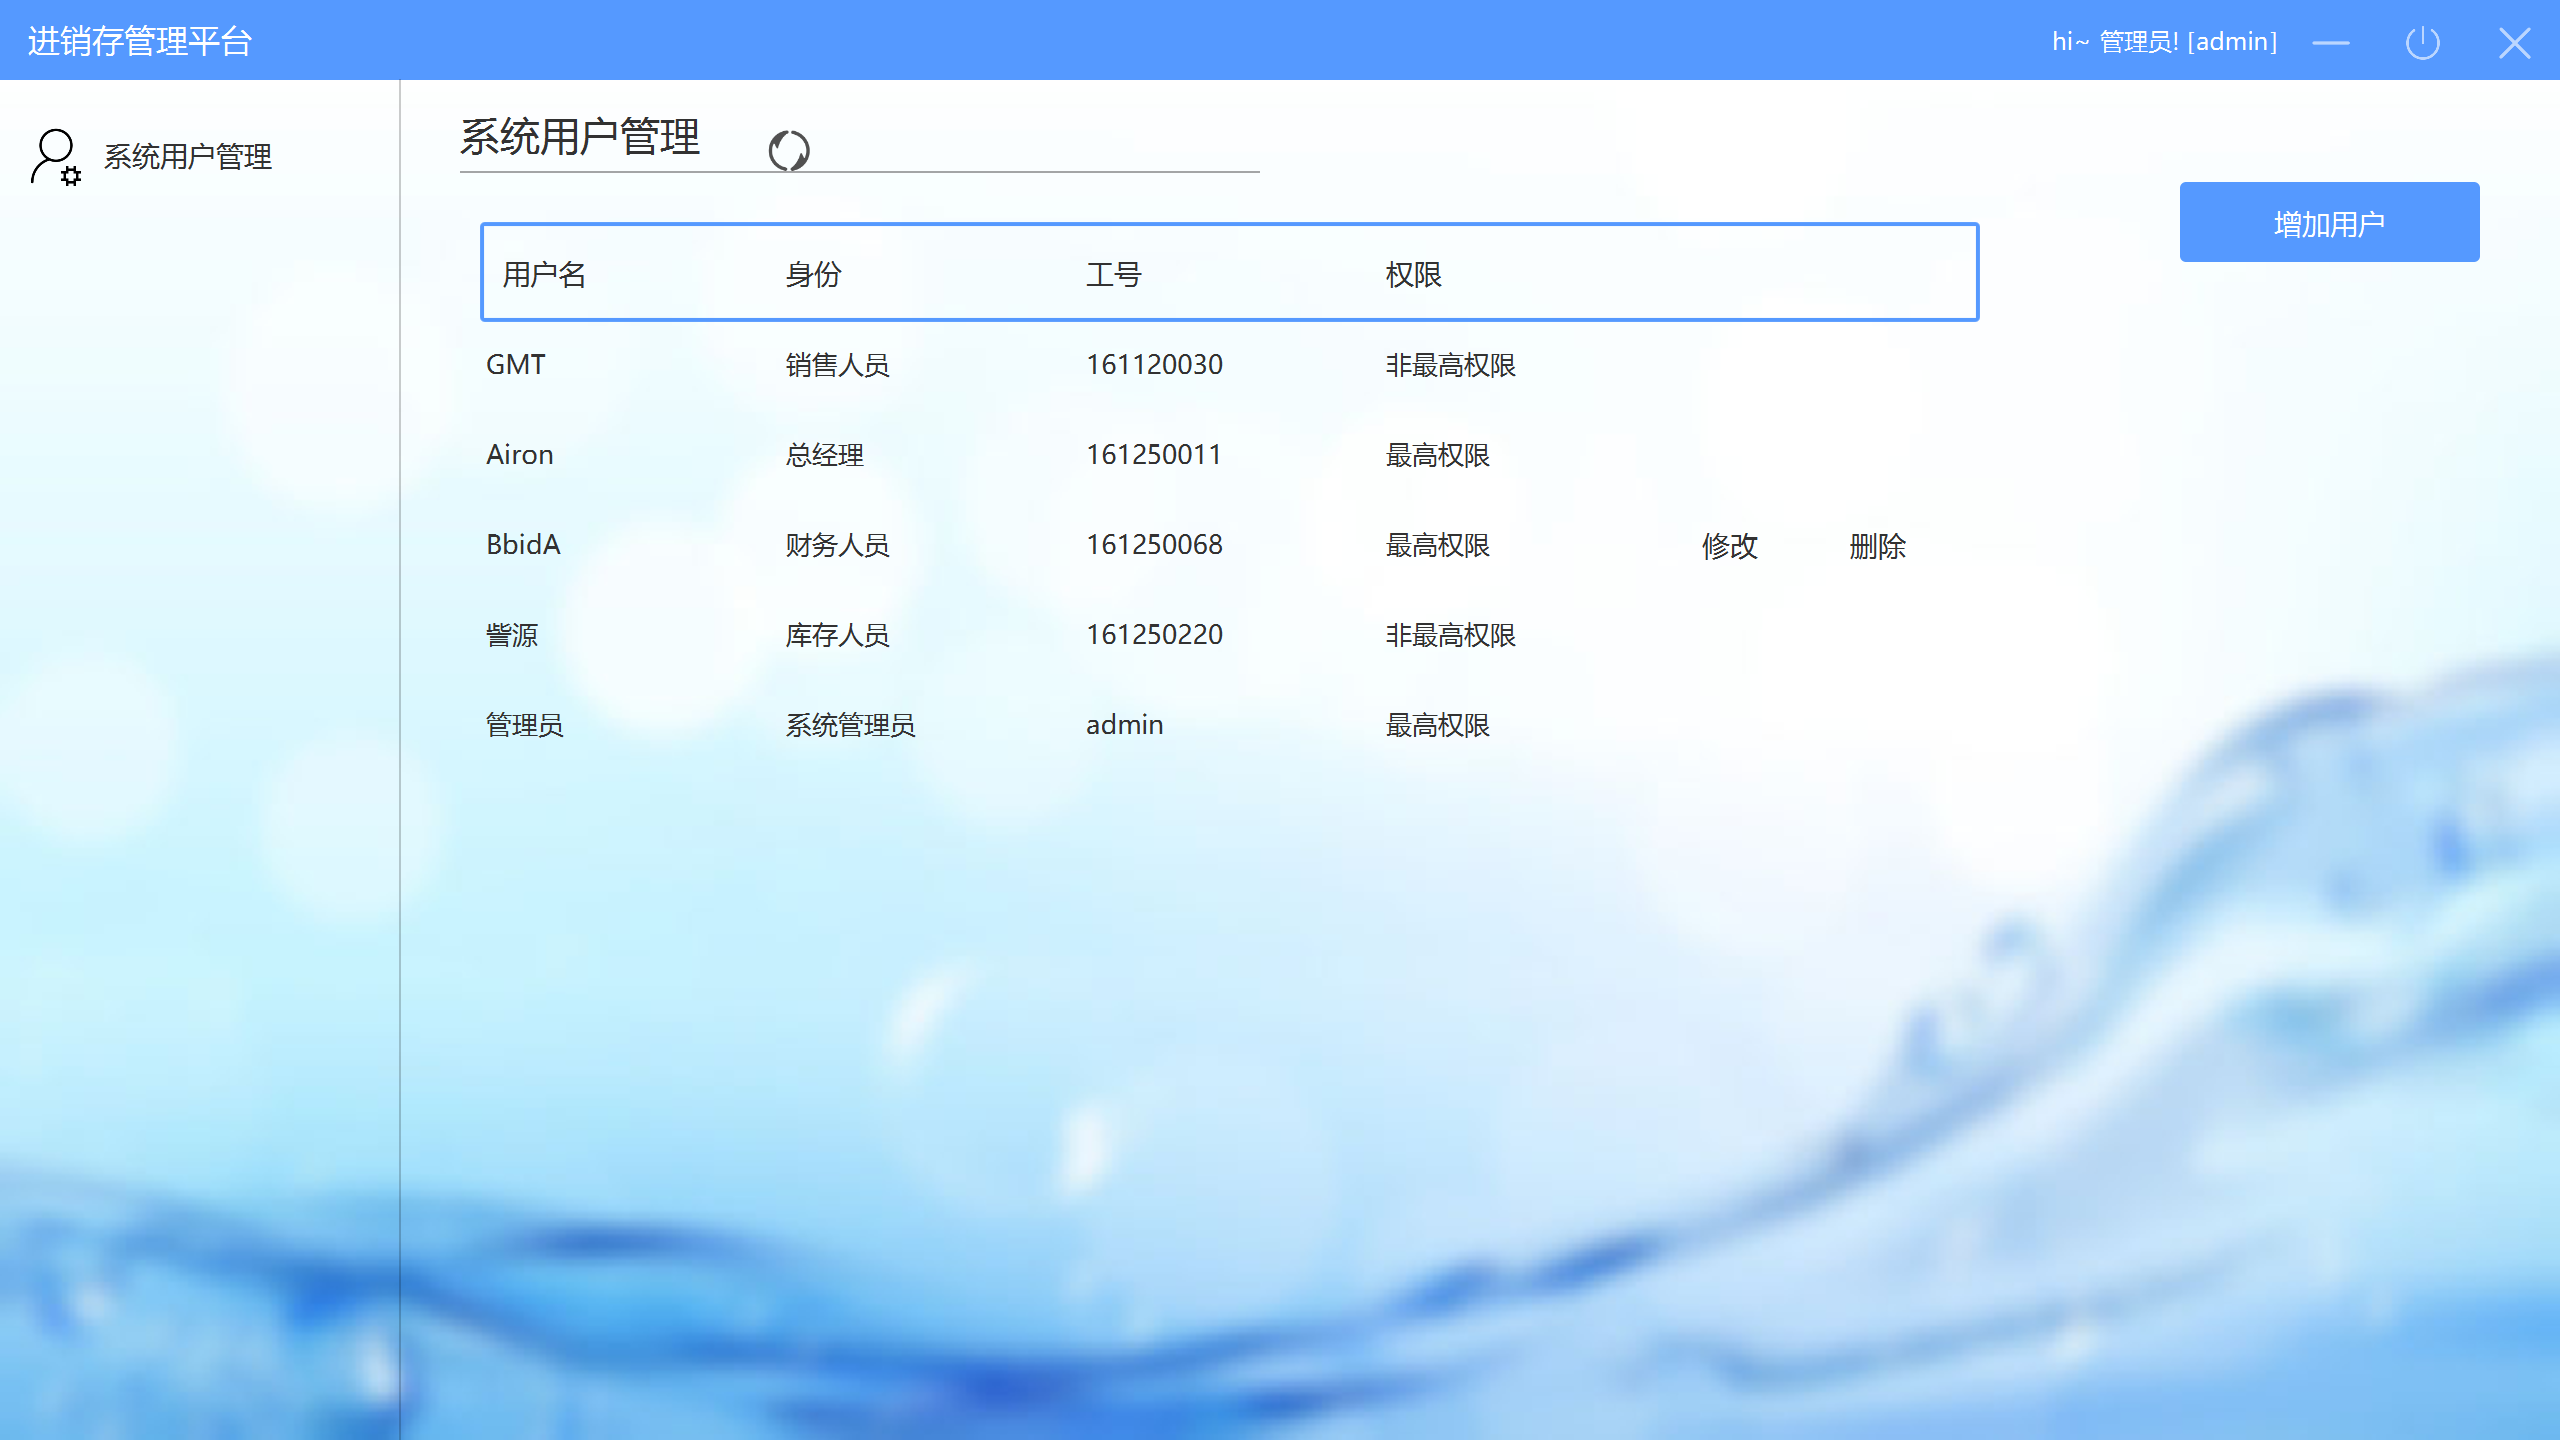 进销存管理平台 hi~ 管理员! [admin]
系统用户管理
系统用户管理
增加用户
用户名 身份 工号 权限
GMT 销售人员 161120030 非最高权限
Airon 总经理 161250011 最高权限
BbidA 财务人员 161250068 最高权限 修改 删除
訾源 库存人员 161250220 非最高权限
管理员 系统管理员 admin 最高权限